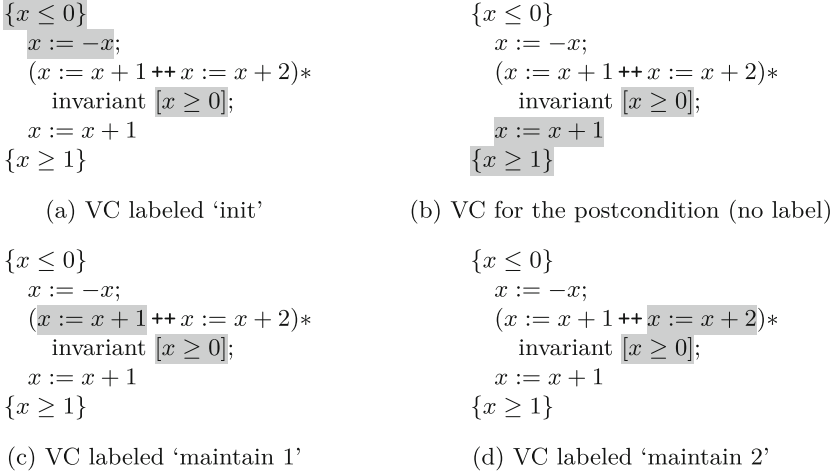 {x ≤ 0}
x := −x;
(x := x + 1 ++ x := x + 2)∗
invariant [x ≥ 0];
x := x + 1
{x ≥ 1}
(a) VC labeled ‘init’
{x ≤ 0}
x := −x;
(x := x + 1 ++ x := x + 2)∗
invariant [x ≥ 0];
x := x + 1
{x ≥ 1}
(b) VC for the postcondition (no label)
{x ≤ 0}
x := −x;
(x := x + 1 ++ x := x + 2)∗
invariant [x ≥ 0];
x := x + 1
{x ≥ 1}
(c) VC labeled ‘maintain 1’
{x ≤ 0}
x := −x;
(x := x + 1 ++ x := x + 2)∗
invariant [x ≥ 0];
x := x + 1
{x ≥ 1}
(d) VC labeled ‘maintain 2’